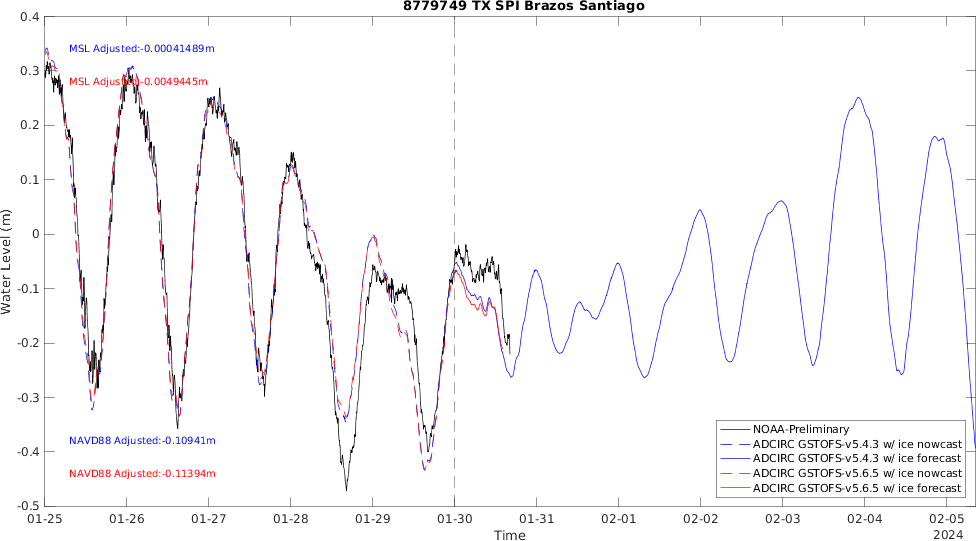 8779749 TX SPI Brazos Santiago
0.4
0.3
0.2
0.1
0
-0.1
-0.2
-0.3
-0.4
-0.5
Water Level (m)
MSL Adjusted:-0.00041489m
MSL Adjusted:-0.0049445m
NAVD88 Adjusted:-0.10941m
NAVD88 Adjusted:-0.11394m
NOAA-Preliminary
ADCIRC GSTOFS-v5.4.3 w/ ice nowcast
ADCIRC GSTOFS-v5.4.3 w/ ice forecast
ADCIRC GSTOFS-v5.6.5 w/ ice nowcast
ADCIRC GSTOFS-v5.6.5 w/ ice forecast
01-25 01-26 01-27 01-28 01-29 01-30 01-31 02-01 02-02 02-03 02-04 02-05
2024
Time